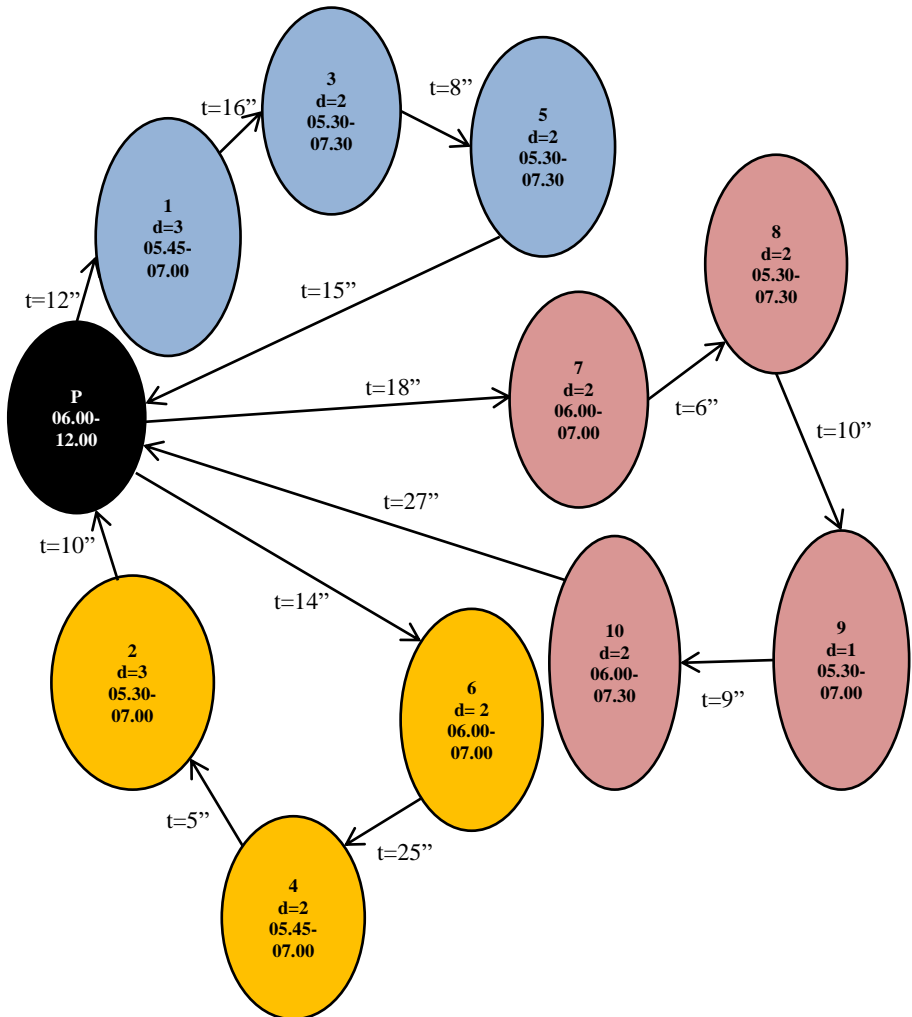 3
d=2
05.30-
07.30
t=8”
t=16”
5
d=2
05.30-
07.30
1
d=3
05.45-
07.00
8
d=2
05.30-
07.30
t=12”
t=15”
P
06.00-
12.00
t=18”
7
d=2
06.00-
07.00
t=6”
t=10”
t=27”
t=10”
t=14”
2
d=3
05.30-
07.00
6
d= 2
06.00-
07.00
10
d=2
06.00-
07.30
9
d=1
05.30-
07.00
t=9”
t=5”
t=25”
4
d=2
05.45-
07.00